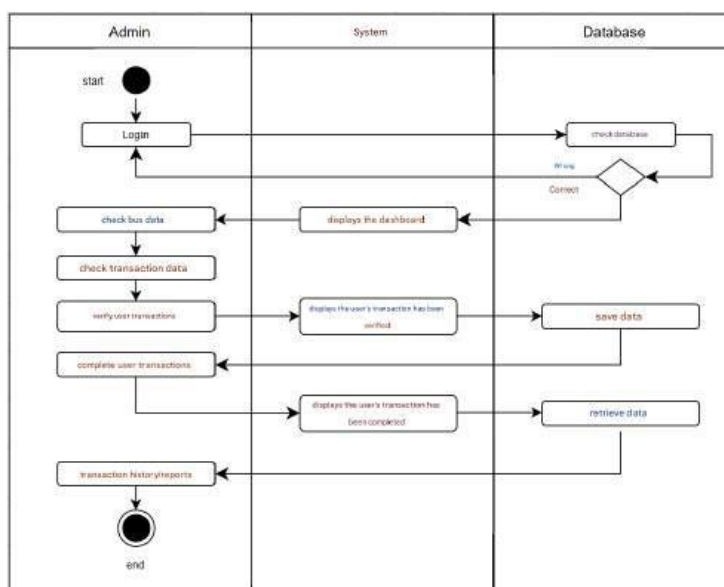 Admin
System
Database
start
Login
check database
Wrong
Correct
check bus data
displays the dashboard
check transaction data
verify user transactions
displays the user's transaction has been
verified
save data
complete user transactions
displays the user's transaction has
been completed
retrieve data
transaction history/reports
end